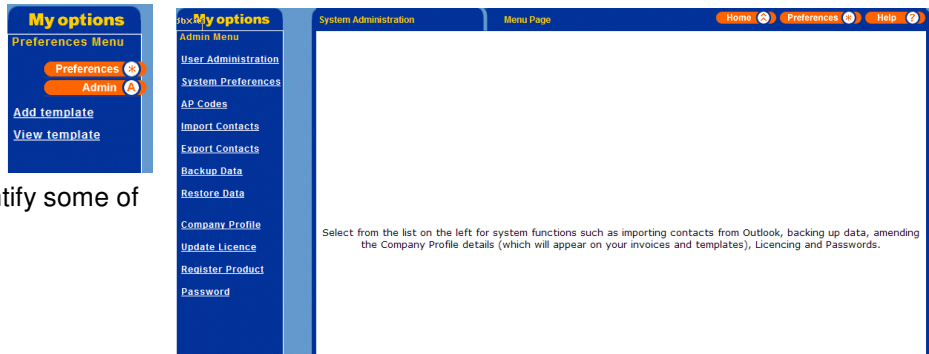 My options
Preferences Menu
Preferences *
Admin A
Add template
View template
tify some of
My options
Admin Menu
User Administration
System Preferences
AP Codes
Import Contacts
Export Contacts
Backup Data
Restore Data
Company Profile
Update Licence
Register Product
Password
System Administration Menu Page Home Preferences * Help ?
Select from the list on the left for system functions such as importing contacts from Outlook, backing up data, amending
the Company Profile details (which will appear on your invoices and templates), Licencing and Passwords.